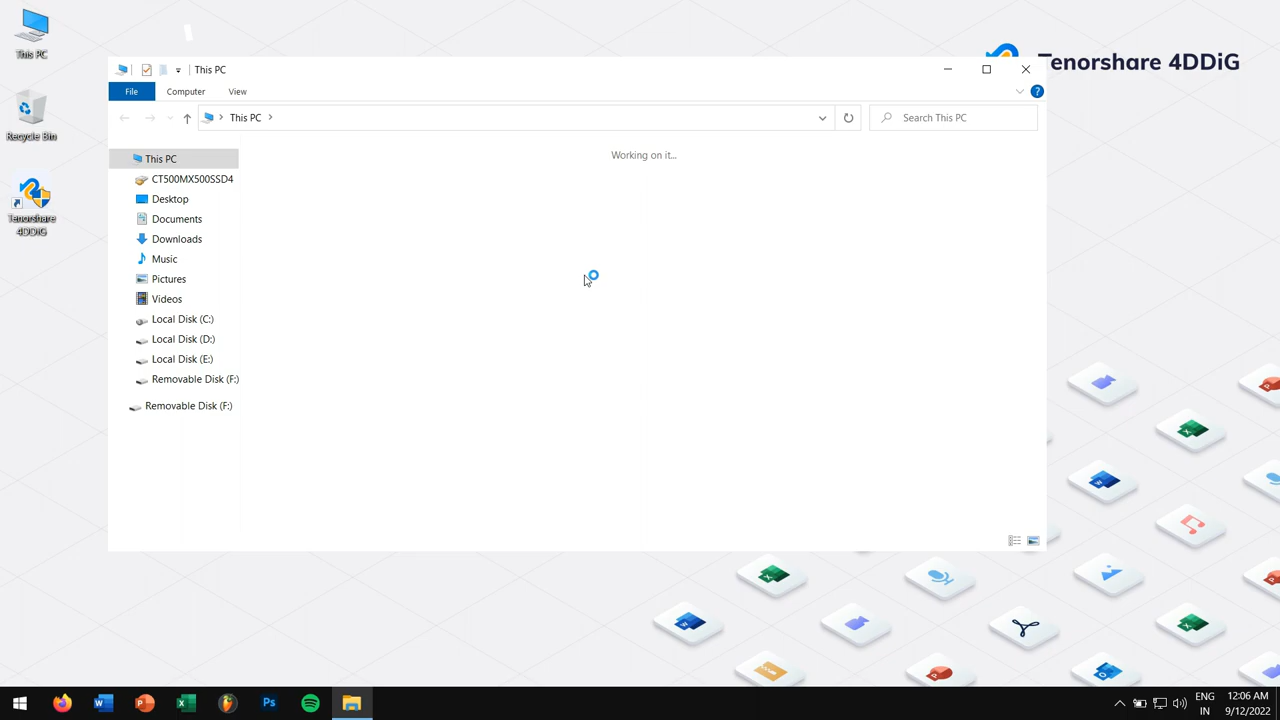 This PC
Tenorshare 4DDiG
This PC
File
Computer
View
?
This PC
Search This PC
Recycle Bin
Working on it...
This PC
CT500MX500SSD4
Desktop
Documents
Downloads
Music
Pictures
Videos
Local Disk (C:)
Local Disk (D:)
Local Disk (E:)
Removable Disk (F:)
Removable Disk (F:)
Tenorshare
4DDiG
W
P
X
Ps
ENG
IN
12:06 AM
9/12/2022